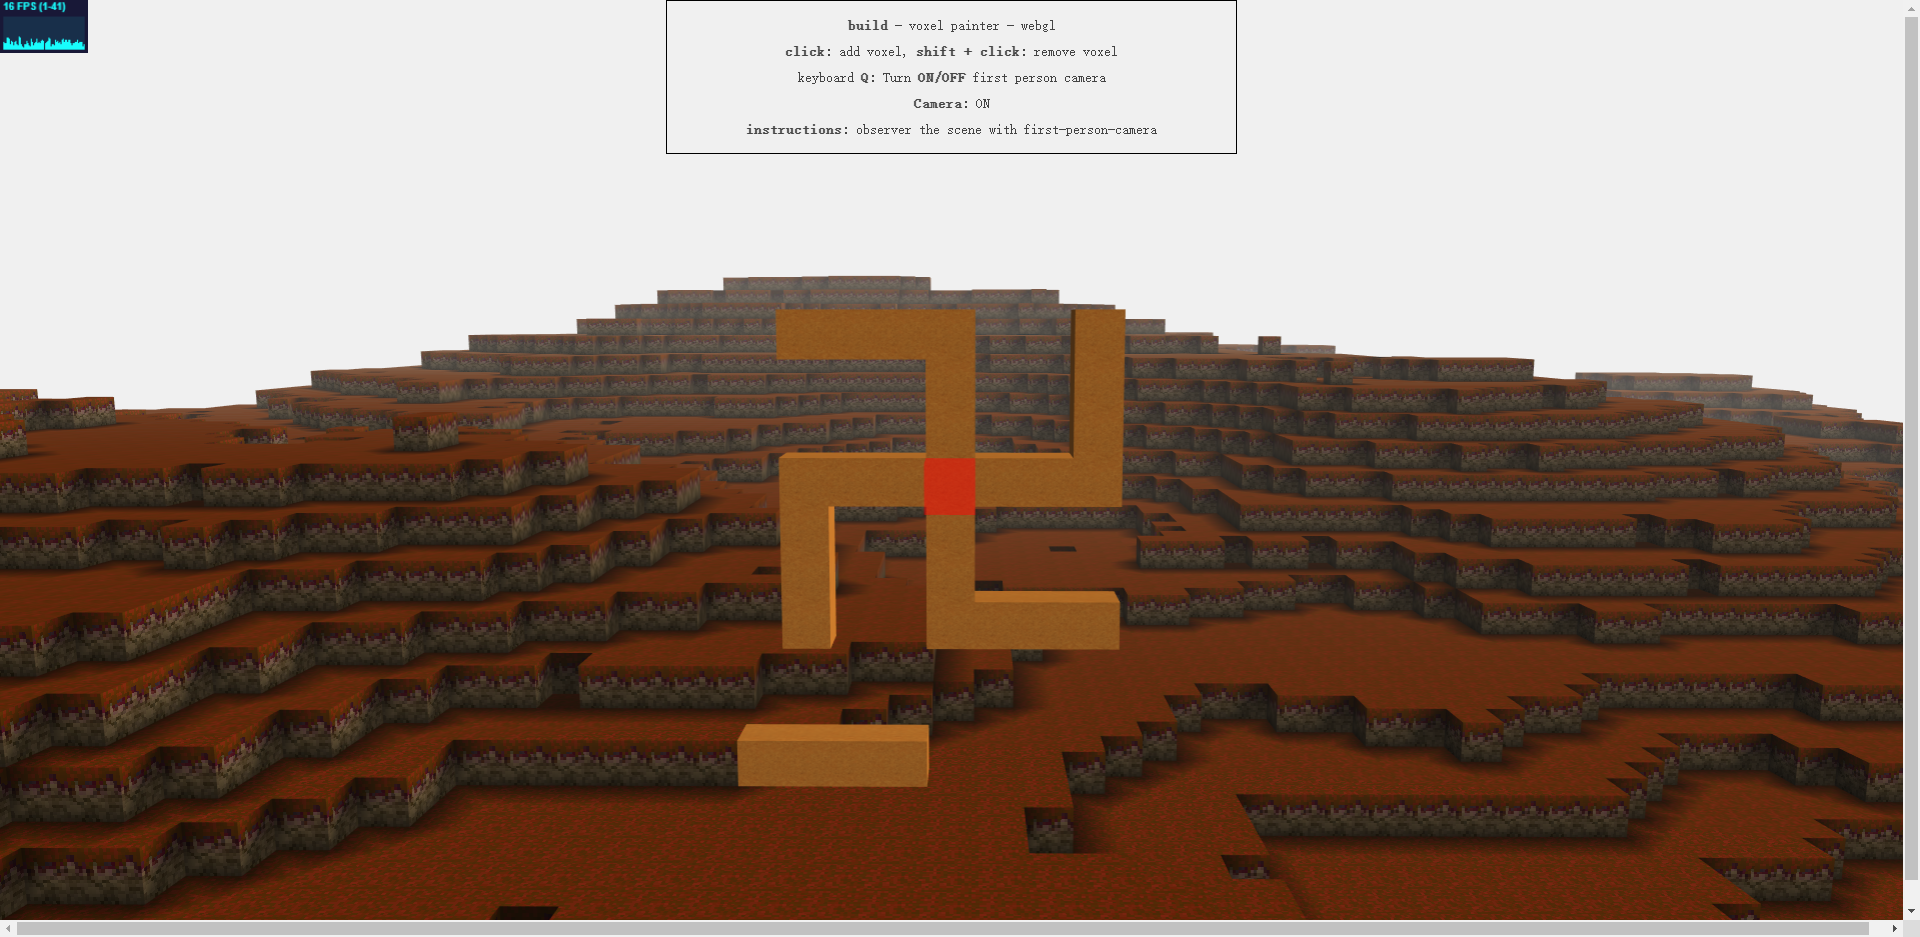 16 FPS (1-41)
build - voxel painter - webgl
click: add voxel, shift + click: remove voxel
keyboard Q: Turn ON/OFF first person camera
Camera: ON
instructions: observer the scene with first-person-camera